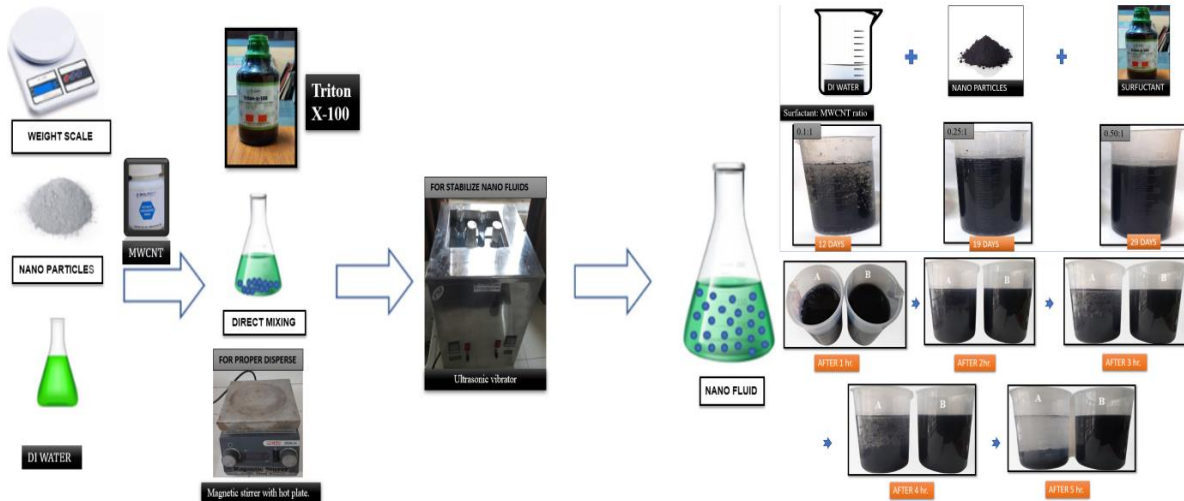 WEIGHT SCALE
NANO PARTICLES
MWCNT
DI WATER
Triton-x-100
Triton
X-100
DIRECT MIXING
FOR PROPER DISPERSE
Magnetic stirrer with hot plate.
FOR STABILIZE NANO FLUIDS
Ultrasonic vibrator
NANO FLUID
DI WATER
NANO PARTICLES
SURFUCTANT
Surfactant: MWCNT ratio
0.1:1
0.25:1
0.50:1
12 DAYS
19 DAYS
29 DAYS
A
B
AFTER 1 hr.
A
B
AFTER 2hr.
A
B
AFTER 3 hr.
A
B
AFTER 4 hr.
A
B
AFTER 5 hr.